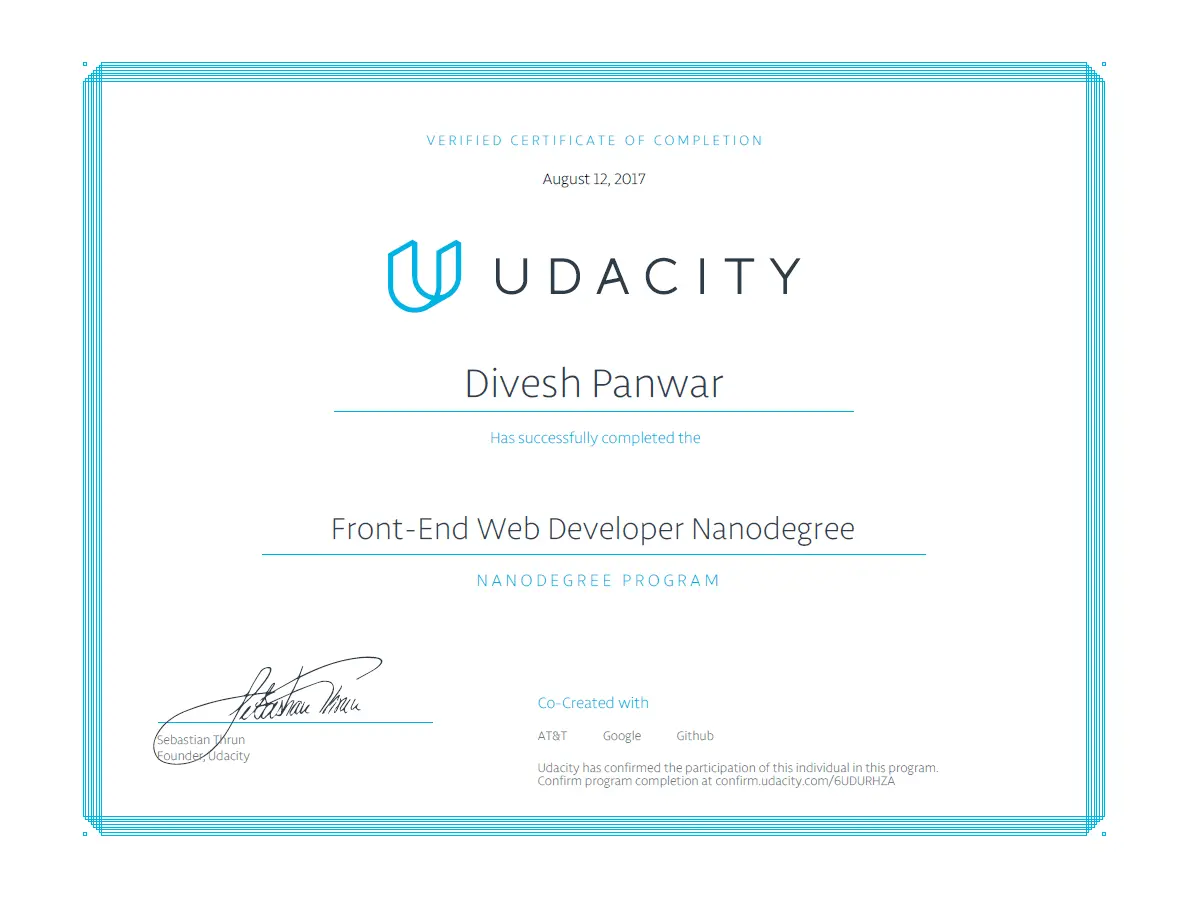 VERIFIED CERTIFICATE OF COMPLETION
August 12, 2017
UDACITY
Divesh Panwar
Has successfully completed the
Front-End Web Developer Nanodegree
NANODEGREE PROGRAM
Sebastian Thrun
Sebastian Thrun
Founder, Udacity
Co-Created with
AT&T Google Github
Udacity has confirmed the participation of this individual in this program.
Confirm program completion at confirm.udacity.com/6UDURHZA